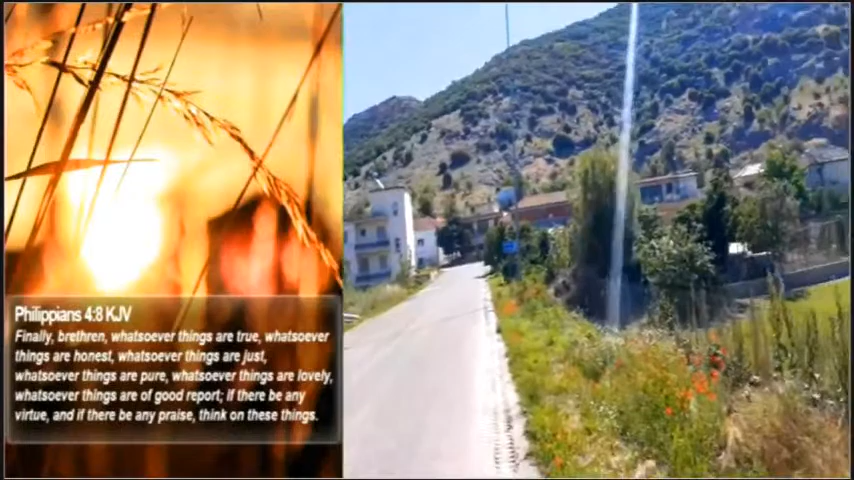 Philippians 4:8 KJV
Finally, brethren, whatsoever things are true, whatsoever
things are honest, whatsoever things are just,
whatsoever things are pure, whatsoever things are lovely,
whatsoever things are of good report; if there be any
virtue, and if there be any praise, think on these things.